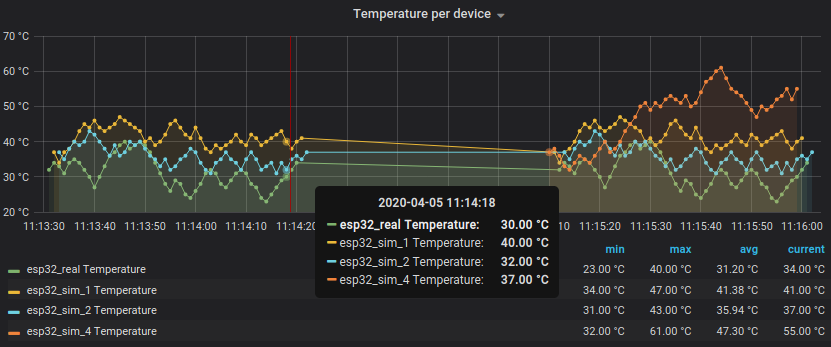 Temperature per device
70 °C
60 °C
50 °C
40 °C
30 °C
20 °C
11:13:30 11:13:40 11:13:50 11:14:00 11:14:10 11:14:20 10 11:15:20 11:15:30 11:15:40 11:15:50 11:16:00
2020-04-05 11:14:18
esp32_real Temperature: 30.00 °C
esp32_sim_1 Temperature: 40.00 °C
esp32_sim_2 Temperature: 32.00 °C
esp32_sim_4 Temperature: 37.00 °C
min max avg current
esp32_real Temperature 23.00 °C 40.00 °C 31.20 °C 34.00 °C
esp32_sim_1 Temperature 34.00 °C 47.00 °C 41.38 °C 41.00 °C
esp32_sim_2 Temperature 31.00 °C 43.00 °C 35.94 °C 37.00 °C
esp32_sim_4 Temperature 32.00 °C 61.00 °C 47.30 °C 55.00 °C